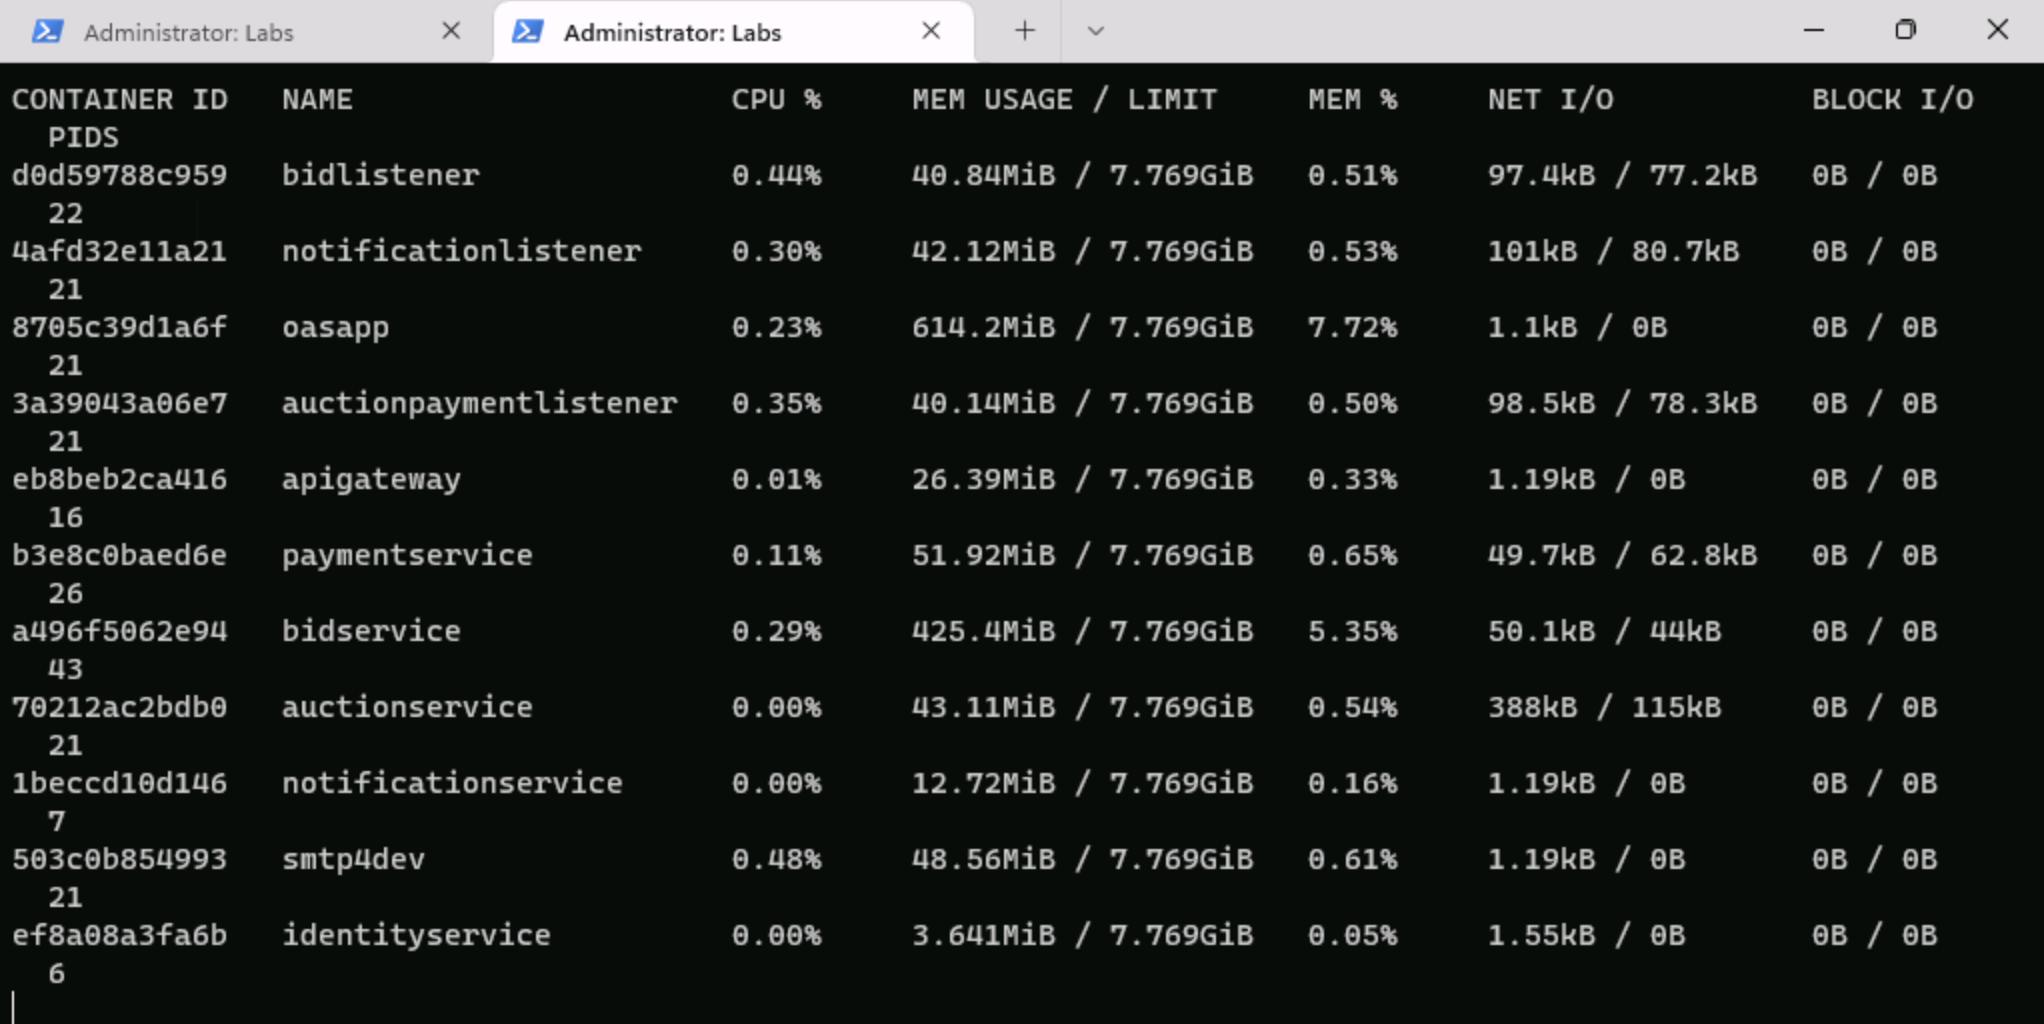 Administrator: Labs
Administrator: Labs
CONTAINER ID NAME CPU % MEM USAGE / LIMIT MEM % NET I/O BLOCK I/O
PIDS
d0d59788c959 bidlistener 0.44% 40.84MiB / 7.769GiB 0.51% 97.4kB / 77.2kB 0B / 0B
22
4afd32e11a21 notificationlistener 0.30% 42.12MiB / 7.769GiB 0.53% 101kB / 80.7kB 0B / 0B
21
8705c39d1a6f oasapp 0.23% 614.2MiB / 7.769GiB 7.72% 1.1kB / 0B 0B / 0B
21
3a39043a06e7 auctionpaymentlistener 0.35% 40.14MiB / 7.769GiB 0.50% 98.5kB / 78.3kB 0B / 0B
21
eb8beb2ca416 apigateway 0.01% 26.39MiB / 7.769GiB 0.33% 1.19kB / 0B 0B / 0B
16
b3e8c0baed6e paymentservice 0.11% 51.92MiB / 7.769GiB 0.65% 49.7kB / 62.8kB 0B / 0B
26
a496f5062e94 bidservice 0.29% 425.4MiB / 7.769GiB 5.35% 50.1kB / 44kB 0B / 0B
43
70212ac2bdb0 auctionservice 0.00% 43.11MiB / 7.769GiB 0.54% 388kB / 115kB 0B / 0B
21
1beccd10d146 notificationservice 0.00% 12.72MiB / 7.769GiB 0.16% 1.19kB / 0B 0B / 0B
7
503c0b854993 smtp4dev 0.48% 48.56MiB / 7.769GiB 0.61% 1.19kB / 0B 0B / 0B
21
ef8a08a3fa6b identityservice 0.00% 3.641MiB / 7.769GiB 0.05% 1.55kB / 0B 0B / 0B
6